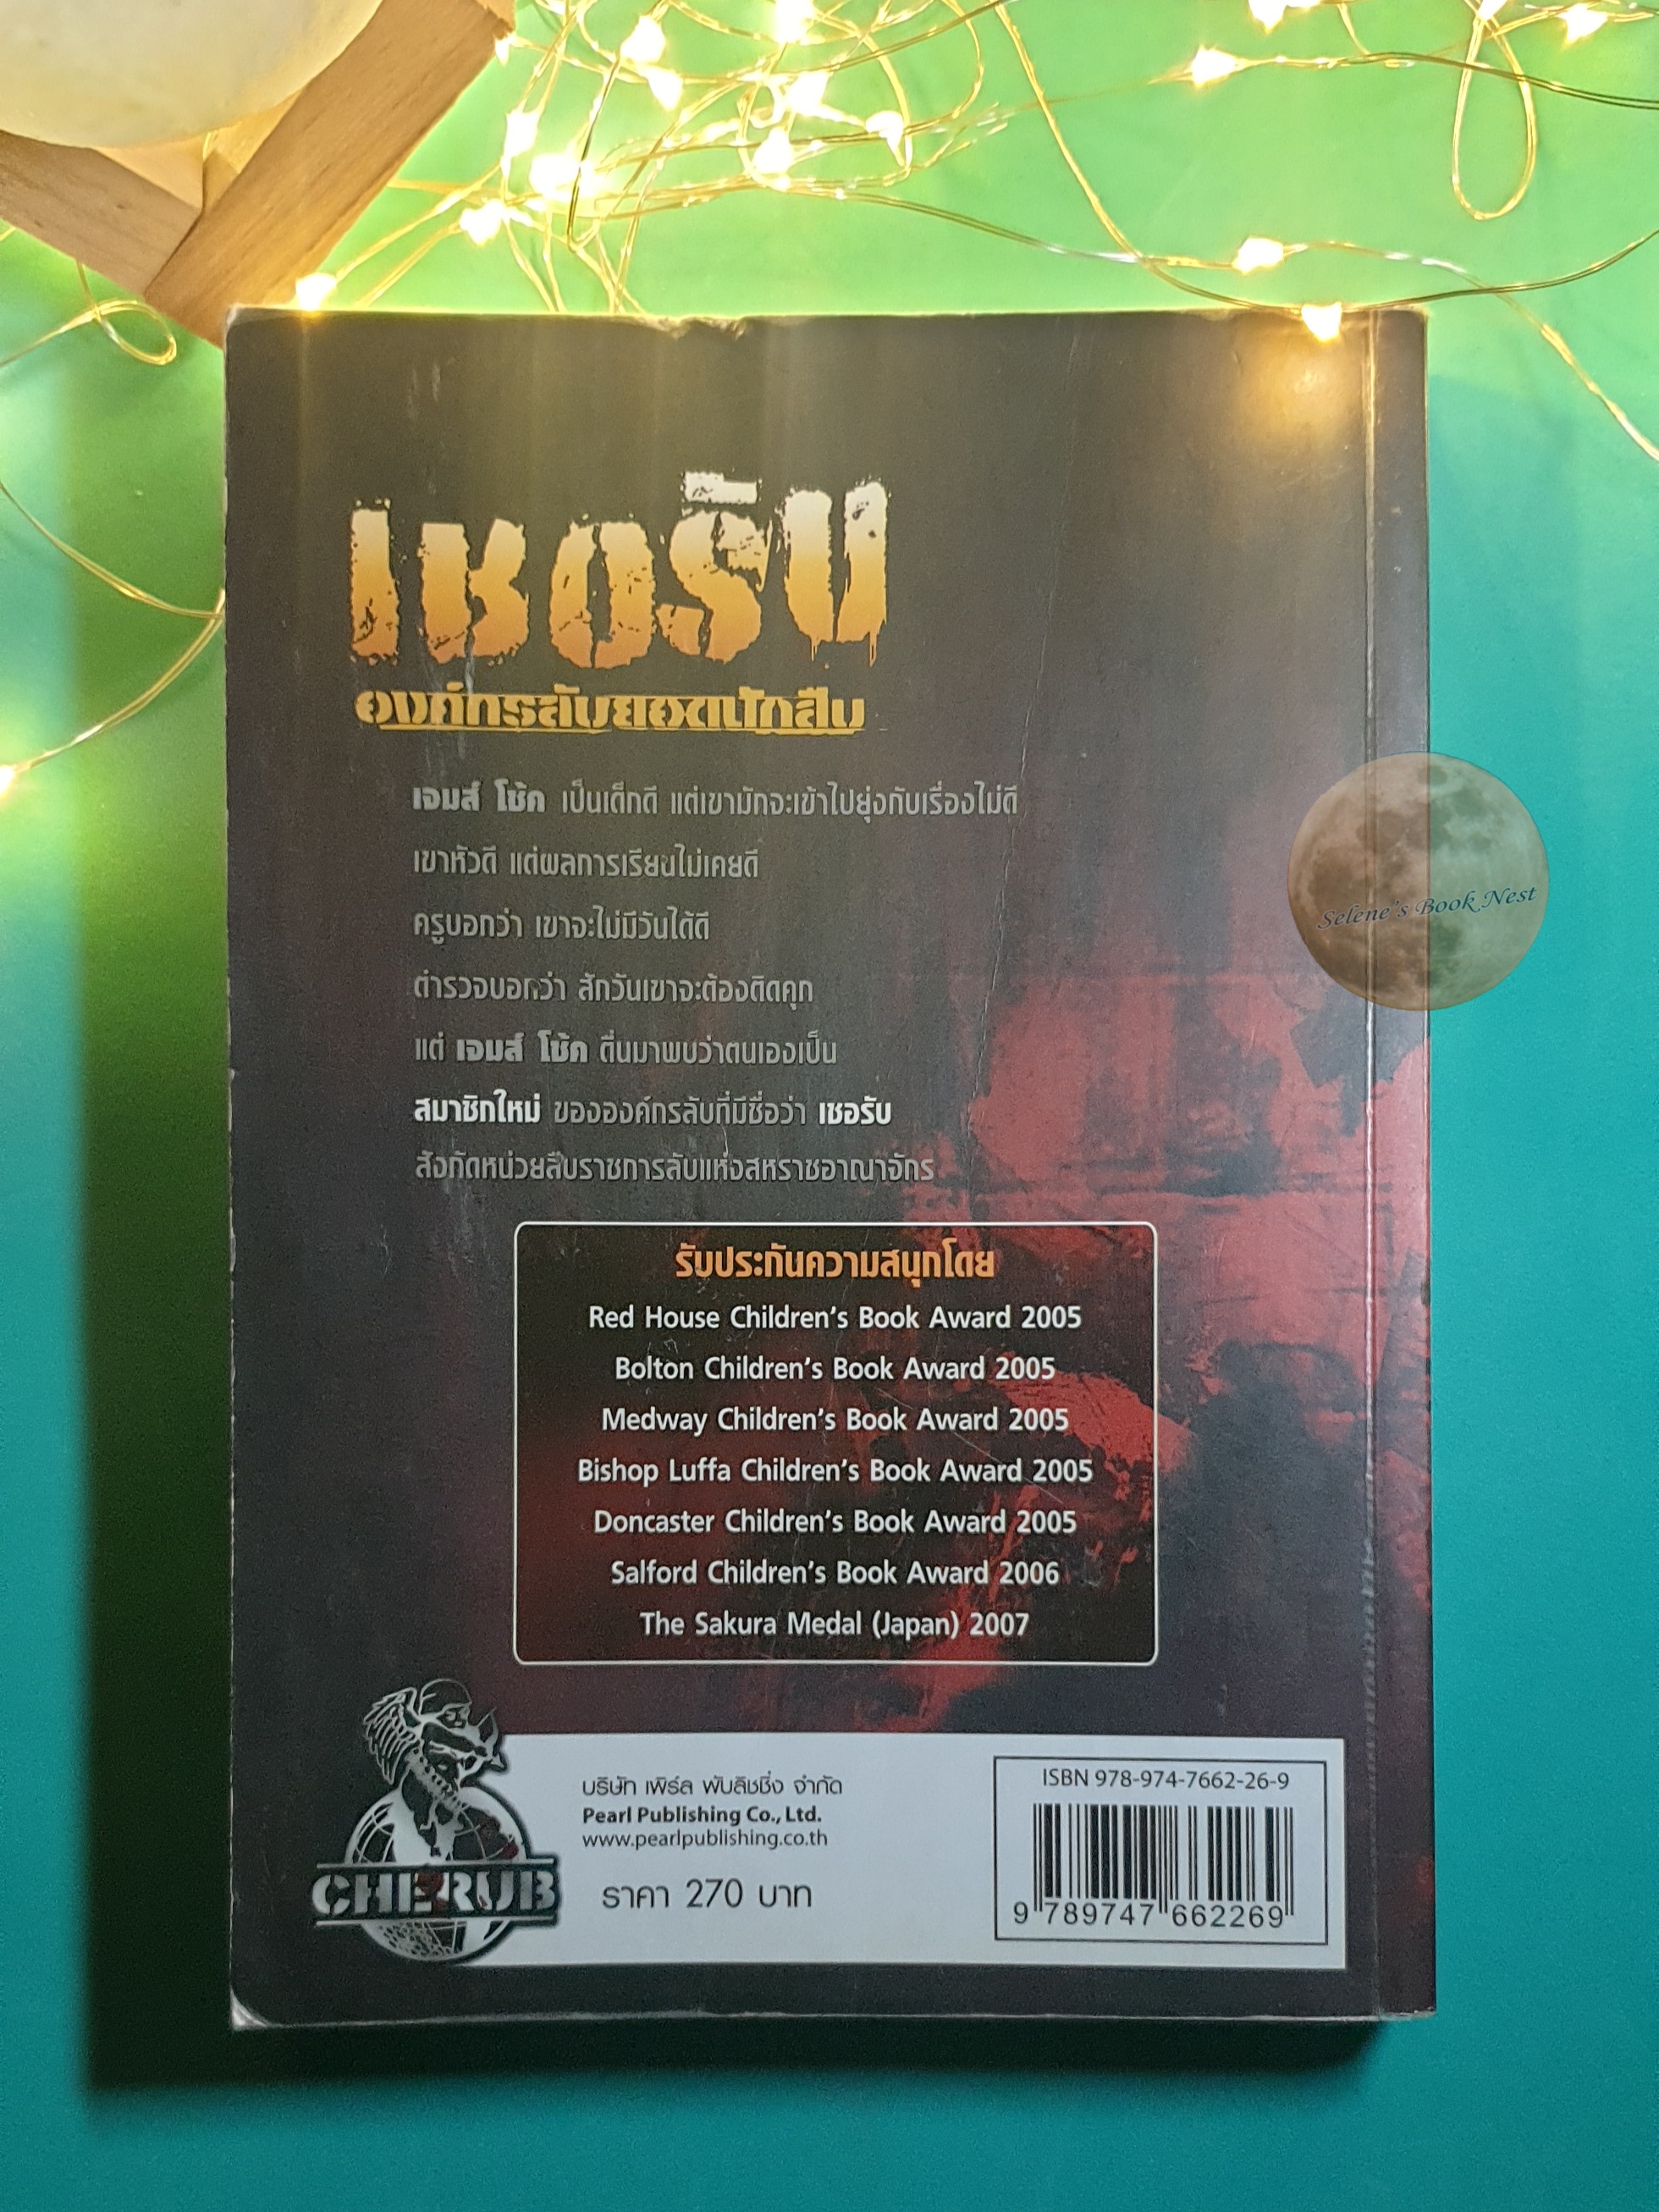 เชอรับ
องค์กรลับยอดนักสืบ
เจมส์ โช้ค เป็นเด็กดี แต่เขามักจะเข้าไปยุ่งกับเรื่องไม่ดี
เขาหัวดี แต่ผลการเรียนไม่เคยดี
ครูบอกว่า เขาจะไม่มีวันได้ดี
ตำรวจบอกว่า สักวันเขาจะต้องติดคุก
แต่ เจมส์ โช้ค ตื่นมาพบว่าตนเองเป็น
สมาชิกใหม่ ขององค์กรลับที่มีชื่อว่า เชอรับ
สังกัดหน่วยสืบราชการลับแห่งสหราชอาณาจักร
รับประกันความสนุกโดย
Red House Children's Book Award 2005
Bolton Children's Book Award 2005
Medway Children's Book Award 2005
Bishop Luffa Children's Book Award 2005
Doncaster Children's Book Award 2005
Salford Children's Book Award 2006
The Sakura Medal (Japan) 2007
CHERUB
บริษัท เพิร์ล พับลิชชิ่ง จำกัด
Pearl Publishing Co., Ltd.
www.pearlpublishing.co.th
ราคา 270 บาท
ISBN 978-974-7662-26-9
9 789747 662269
Selene's Book Nest